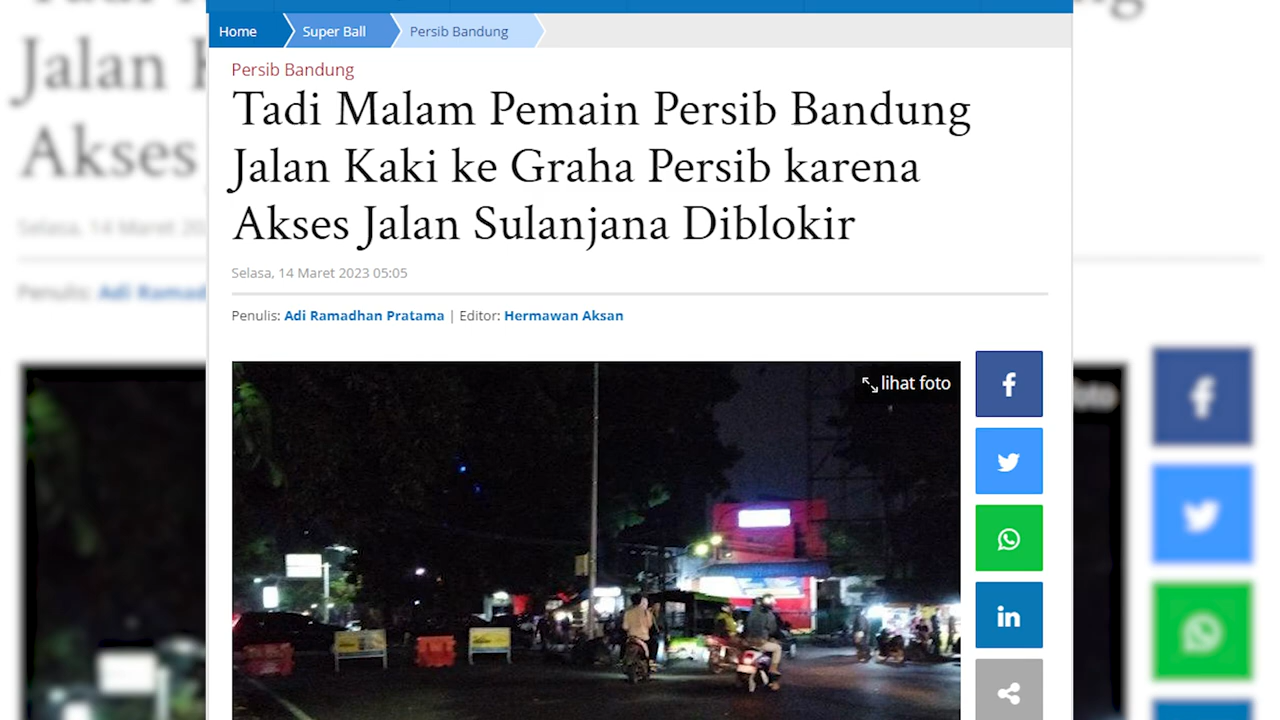 Home Super Ball Persib Bandung
Persib Bandung
Tadi Malam Pemain Persib Bandung
Jalan Kaki ke Graha Persib karena
Akses Jalan Sulanjana Diblokir
Selasa, 14 Maret 2023 05:05
Penulis: Adi Ramadhan Pratama | Editor: Hermawan Aksan
lihat foto